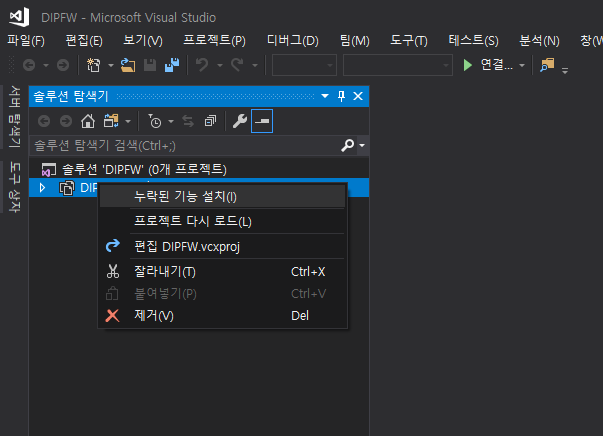 DIPFW - Microsoft Visual Studio
파일(F) 편집(E) 보기(V) 프로젝트(P) 디버그(D) 팀(M) 도구(T) 테스트(S) 분석(N) 창(W
연결...
서버 탐색기
도구 상자
솔루션 탐색기
솔루션 탐색기 검색(Ctrl+;)
솔루션 'DIPFW' (0개 프로젝트)
DIP
누락된 기능 설치(I)
프로젝트 다시 로드(L)
편집 DIPFW.vcxproj
잘라내기(T) Ctrl+X
붙여넣기(P) Ctrl+V
제거(V) Del